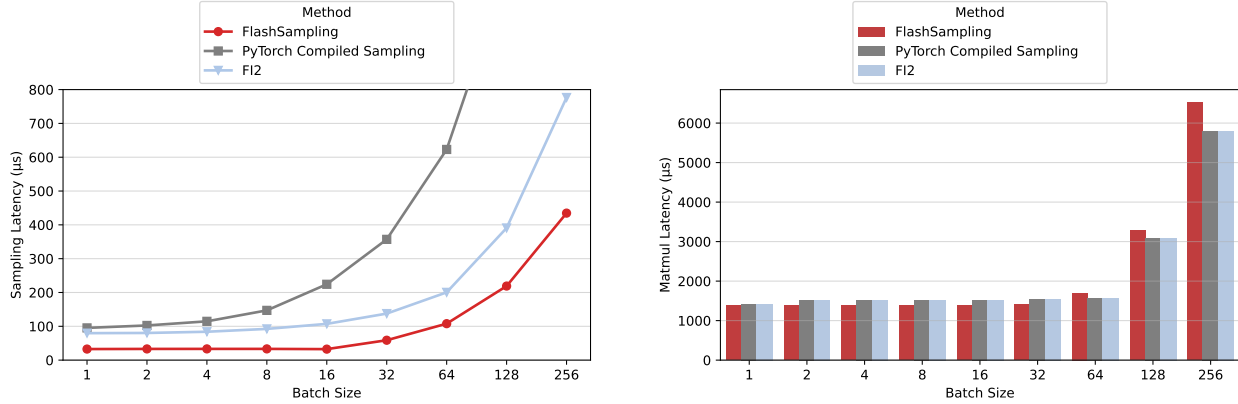 Method
FlashSampling
PyTorch Compiled Sampling
FI2
800
700
600
500
400
300
200
100
0
Sampling Latency (µs)
1 2 4 8 16 32 64 128 256
Batch Size
Method
FlashSampling
PyTorch Compiled Sampling
FI2
6000
5000
4000
3000
2000
1000
0
Matmul Latency (µs)
1 2 4 8 16 32 64 128 256
Batch Size